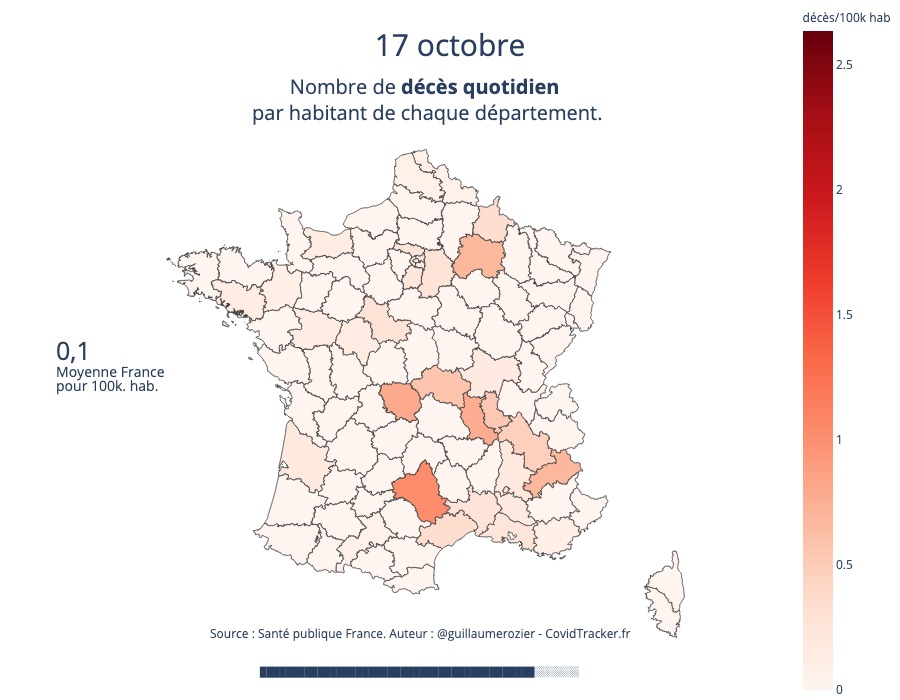 décès/100k hab
17 octobre
Nombre de décès quotidien
par habitant de chaque département.
2.5
2
1.5
1
0.5
0
0,1
Moyenne France
pour 100k. hab.
Source : Santé publique France. Auteur : @guillaumerozier - CovidTracker.fr